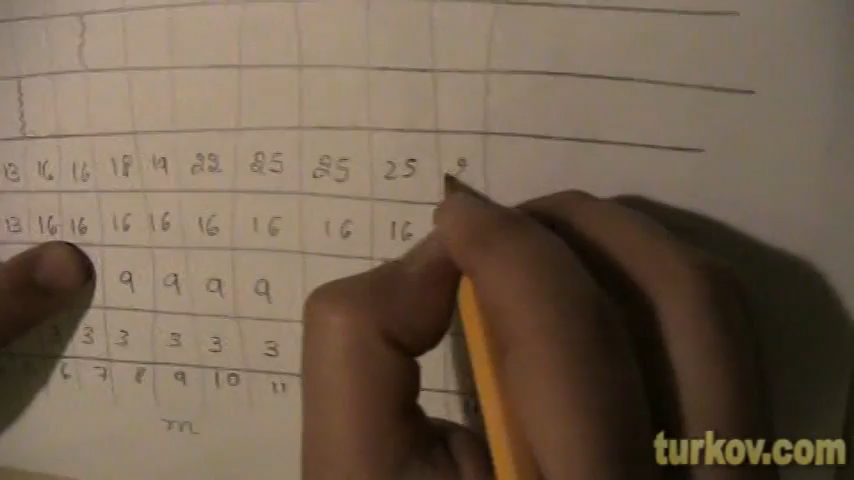 13 16 16 18 19 22 25 25 25 2
13 16 16 16 16 16 16 16 16
9 9 9 9
3 3 3 3 3
6 7 8 9 10 11
m
turkov.com